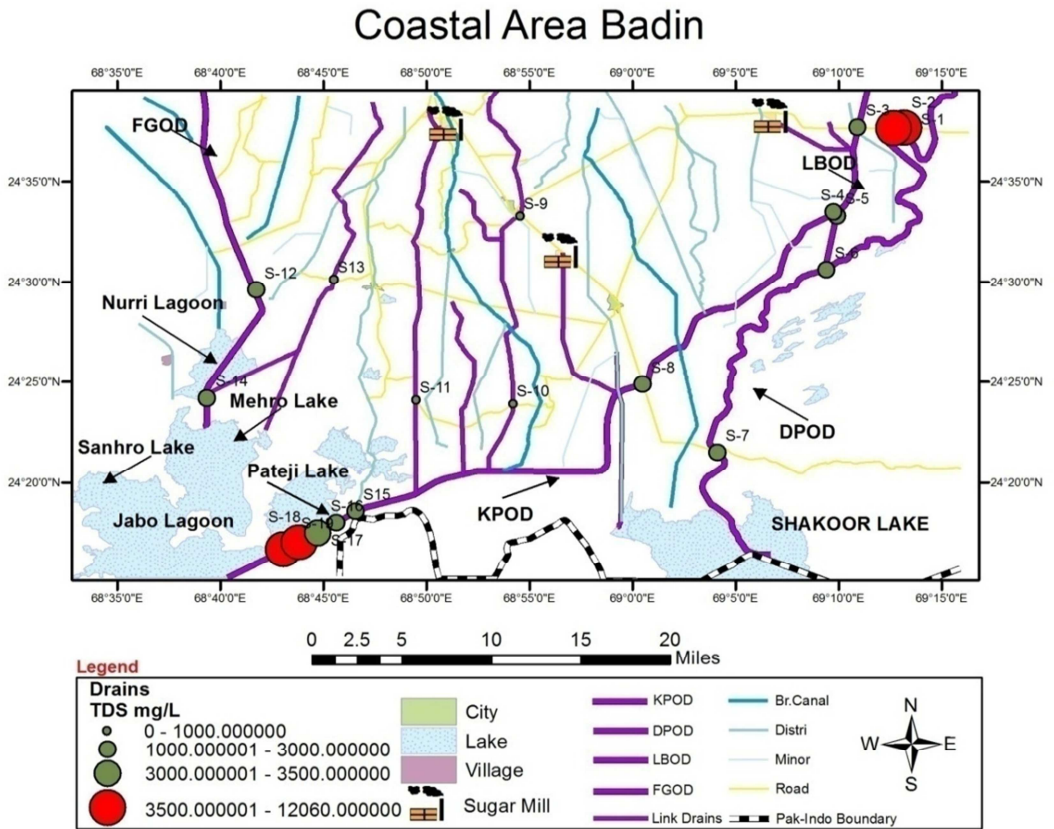 Coastal Area Badin
68°35'0"E 68°40'0"E 68°45'0"E 68°50'0"E 68°55'0"E 69°0'0"E 69°5'0"E 69°10'0"E 69°15'0"E
FGOD
S-3
S-2
S-1
LBOD
24°35'0"N 24°35'0"N
S-4
S-5
S-9
S-6
S-12
S13
24°30'0"N 24°30'0"N
Nurri Lagoon
S-14
S-11
S-10
S-8
24°25'0"N 24°25'0"N
Mehro Lake
DPOD
Sanhro Lake
S-7
Pateji Lake
24°20'0"N 24°20'0"N
S-16
S15
Jabo Lagoon
S-18
S-19
S-17
KPOD
SHAKOOR LAKE
68°35'0"E 68°40'0"E 68°45'0"E 68°50'0"E 68°55'0"E 69°0'0"E 69°5'0"E 69°10'0"E 69°15'0"E
0 2.5 5 10 15 20
Miles
Legend
Drains
TDS mg/L
0 - 1000.000000
1000.000001 - 3000.000000
3000.000001 - 3500.000000
3500.000001 - 12060.000000
City
Lake
Village
Sugar Mill
KPOD
DPOD
LBOD
FGOD
Link Drains
Br.Canal
Distri
Minor
Road
Pak-Indo Boundary
N
W E
S